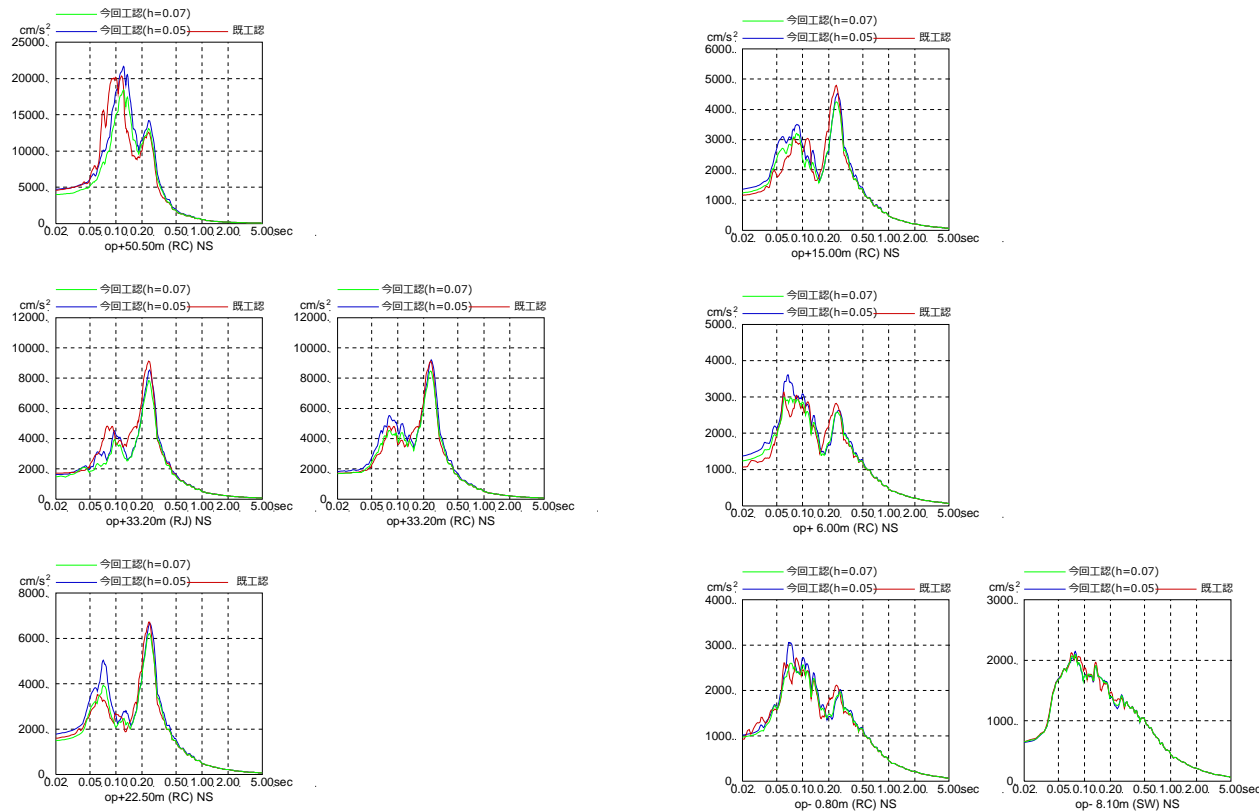 今回工認(h=0.07)
cm/s² 今回工認(h=0.05) 既工認
25000.
20000.
15000.
10000.
5000.
0.
0.02 0.05 0.10 0.20 0.50 1.00 2.00 5.00sec
op+50.50m (RC) NS
今回工認(h=0.07)
cm/s² 今回工認(h=0.05) 既工認
12000.
10000.
8000.
6000.
4000.
2000.
0.
0.02 0.05 0.10 0.20 0.50 1.00 2.00 5.00sec
op+33.20m (RJ) NS
今回工認(h=0.07)
cm/s² 今回工認(h=0.05) 既工認
12000.
10000.
8000.
6000.
4000.
2000.
0.
0.02 0.05 0.10 0.20 0.50 1.00 2.00 5.00sec
op+33.20m (RC) NS
今回工認(h=0.07)
cm/s² 今回工認(h=0.05) 既工認
8000.
6000.
4000.
2000.
0.
0.02 0.05 0.10 0.20 0.50 1.00 2.00 5.00sec
op+22.50m (RC) NS
今回工認(h=0.07)
cm/s² 今回工認(h=0.05) 既工認
6000.
5000.
4000.
3000.
2000.
1000.
0.
0.02 0.05 0.10 0.20 0.50 1.00 2.00 5.00sec
op+15.00m (RC) NS
今回工認(h=0.07)
cm/s² 今回工認(h=0.05) 既工認
5000.
4000.
3000.
2000.
1000.
0.
0.02 0.05 0.10 0.20 0.50 1.00 2.00 5.00sec
op+ 6.00m (RC) NS
今回工認(h=0.07)
cm/s² 今回工認(h=0.05) 既工認
4000.
3000.
2000.
1000.
0.
0.02 0.05 0.10 0.20 0.50 1.00 2.00 5.00sec
op- 0.80m (RC) NS
今回工認(h=0.07)
cm/s² 今回工認(h=0.05) 既工認
3000.
2000.
1000.
0.
0.02 0.05 0.10 0.20 0.50 1.00 2.00 5.00sec
op- 8.10m (SW) NS